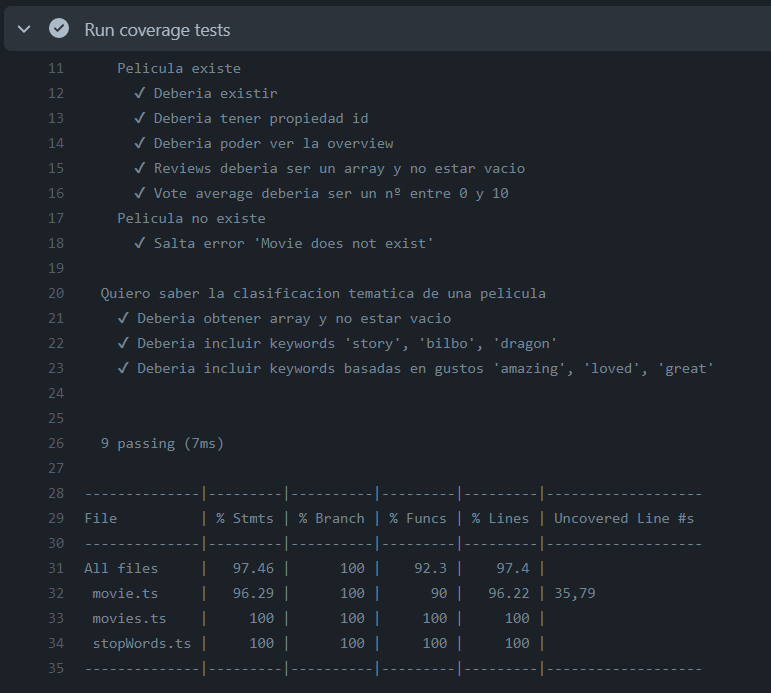 Run coverage tests
11 Pelicula existe
12 ✓ Deberia existir
13 ✓ Deberia tener propiedad id
14 ✓ Deberia poder ver la overview
15 ✓ Reviews deberia ser un array y no estar vacio
16 ✓ Vote average deberia ser un nº entre 0 y 10
17 Pelicula no existe
18 ✓ Salta error 'Movie does not exist'
19
20 Quiero saber la clasificacion tematica de una pelicula
21 ✓ Deberia obtener array y no estar vacio
22 ✓ Deberia incluir keywords 'story', 'bilbo', 'dragon'
23 ✓ Deberia incluir keywords basadas en gustos 'amazing', 'loved', 'great'
24
25
26 9 passing (7ms)
27
28 --------------|---------|----------|---------|---------|-------------------
29 File          | % Stmts | % Branch | % Funcs | % Lines | Uncovered Line #s
30 --------------|---------|----------|---------|---------|-------------------
31 All files     |   97.46 |      100 |    92.3 |    97.4 |
32  movie.ts     |   96.29 |      100 |      90 |   96.22 | 35,79
33  movies.ts    |     100 |      100 |     100 |     100 |
34  stopWords.ts |     100 |      100 |     100 |     100 |
35 --------------|---------|----------|---------|---------|-------------------